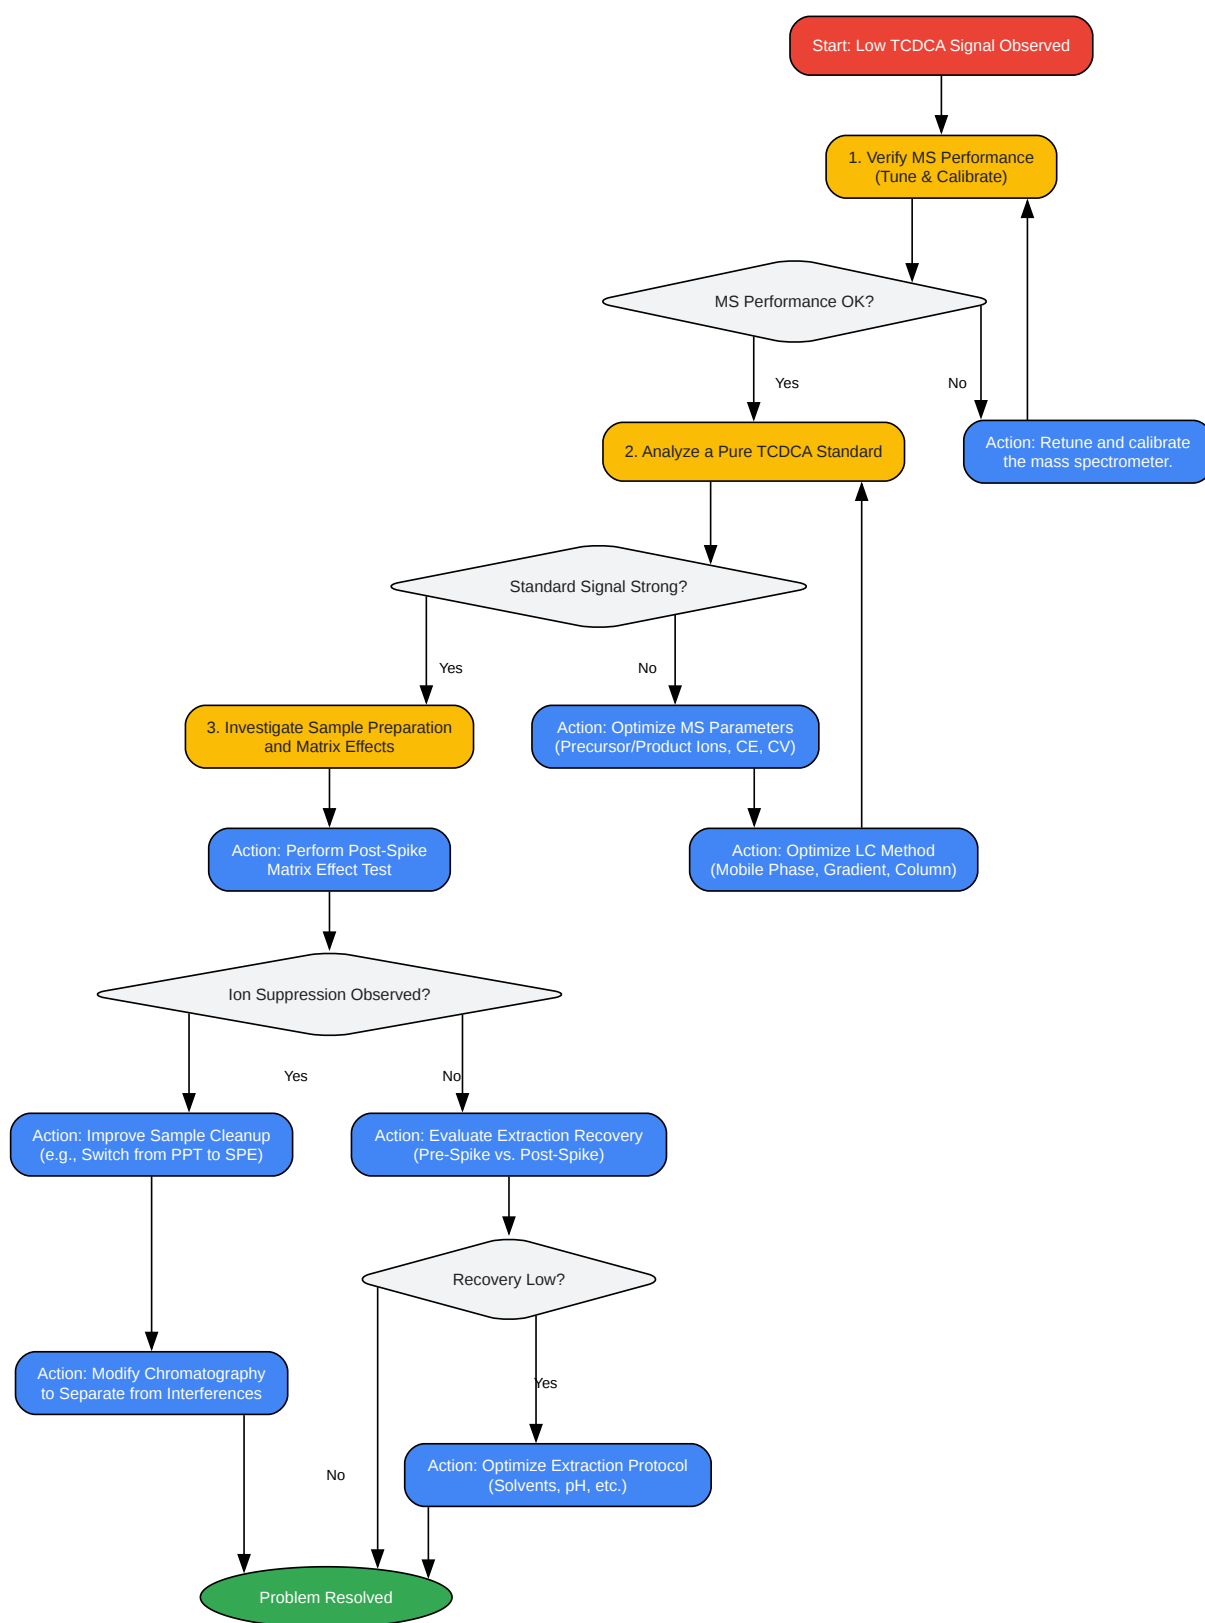 Start: Low TCDCA Signal Observed
1. Verify MS Performance
(Tune & Calibrate)
MS Performance OK?
Yes
No
2. Analyze a Pure TCDCA Standard
Action: Retune and calibrate
the mass spectrometer.
Standard Signal Strong?
Yes
No
3. Investigate Sample Preparation
and Matrix Effects
Action: Optimize MS Parameters
(Precursor/Product Ions, CE, CV)
Action: Perform Post-Spike
Matrix Effect Test
Action: Optimize LC Method
(Mobile Phase, Gradient, Column)
Ion Suppression Observed?
Yes
No
Action: Improve Sample Cleanup
(e.g., Switch from PPT to SPE)
Action: Evaluate Extraction Recovery
(Pre-Spike vs. Post-Spike)
Recovery Low?
Action: Modify Chromatography
to Separate from Interferences
Yes
Action: Optimize Extraction Protocol
(Solvents, pH, etc.)
No
Problem Resolved